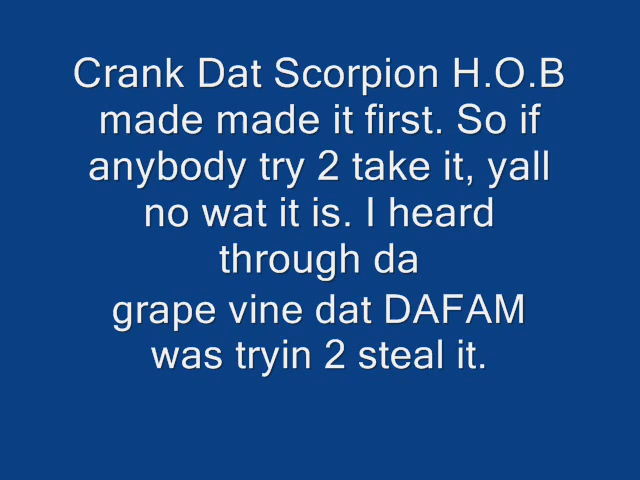 Crank Dat Scorpion H.O.B
made made it first. So if
anybody try 2 take it, yall
no wat it is. I heard
through da
grape vine dat DAFAM
was tryin 2 steal it.